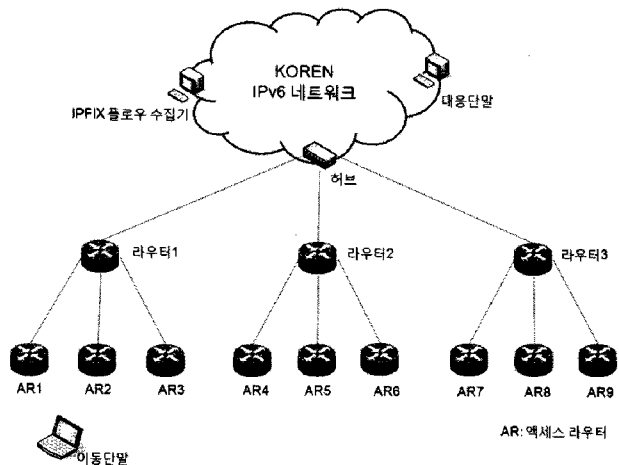 KOREN
IPv6 네트워크
IPFIX 플로우 수집기
대응단말
허브
라우터1
라우터2
라우터3
AR1
AR2
AR3
AR4
AR5
AR6
AR7
AR8
AR9
이동단말
AR: 액세스 라우터